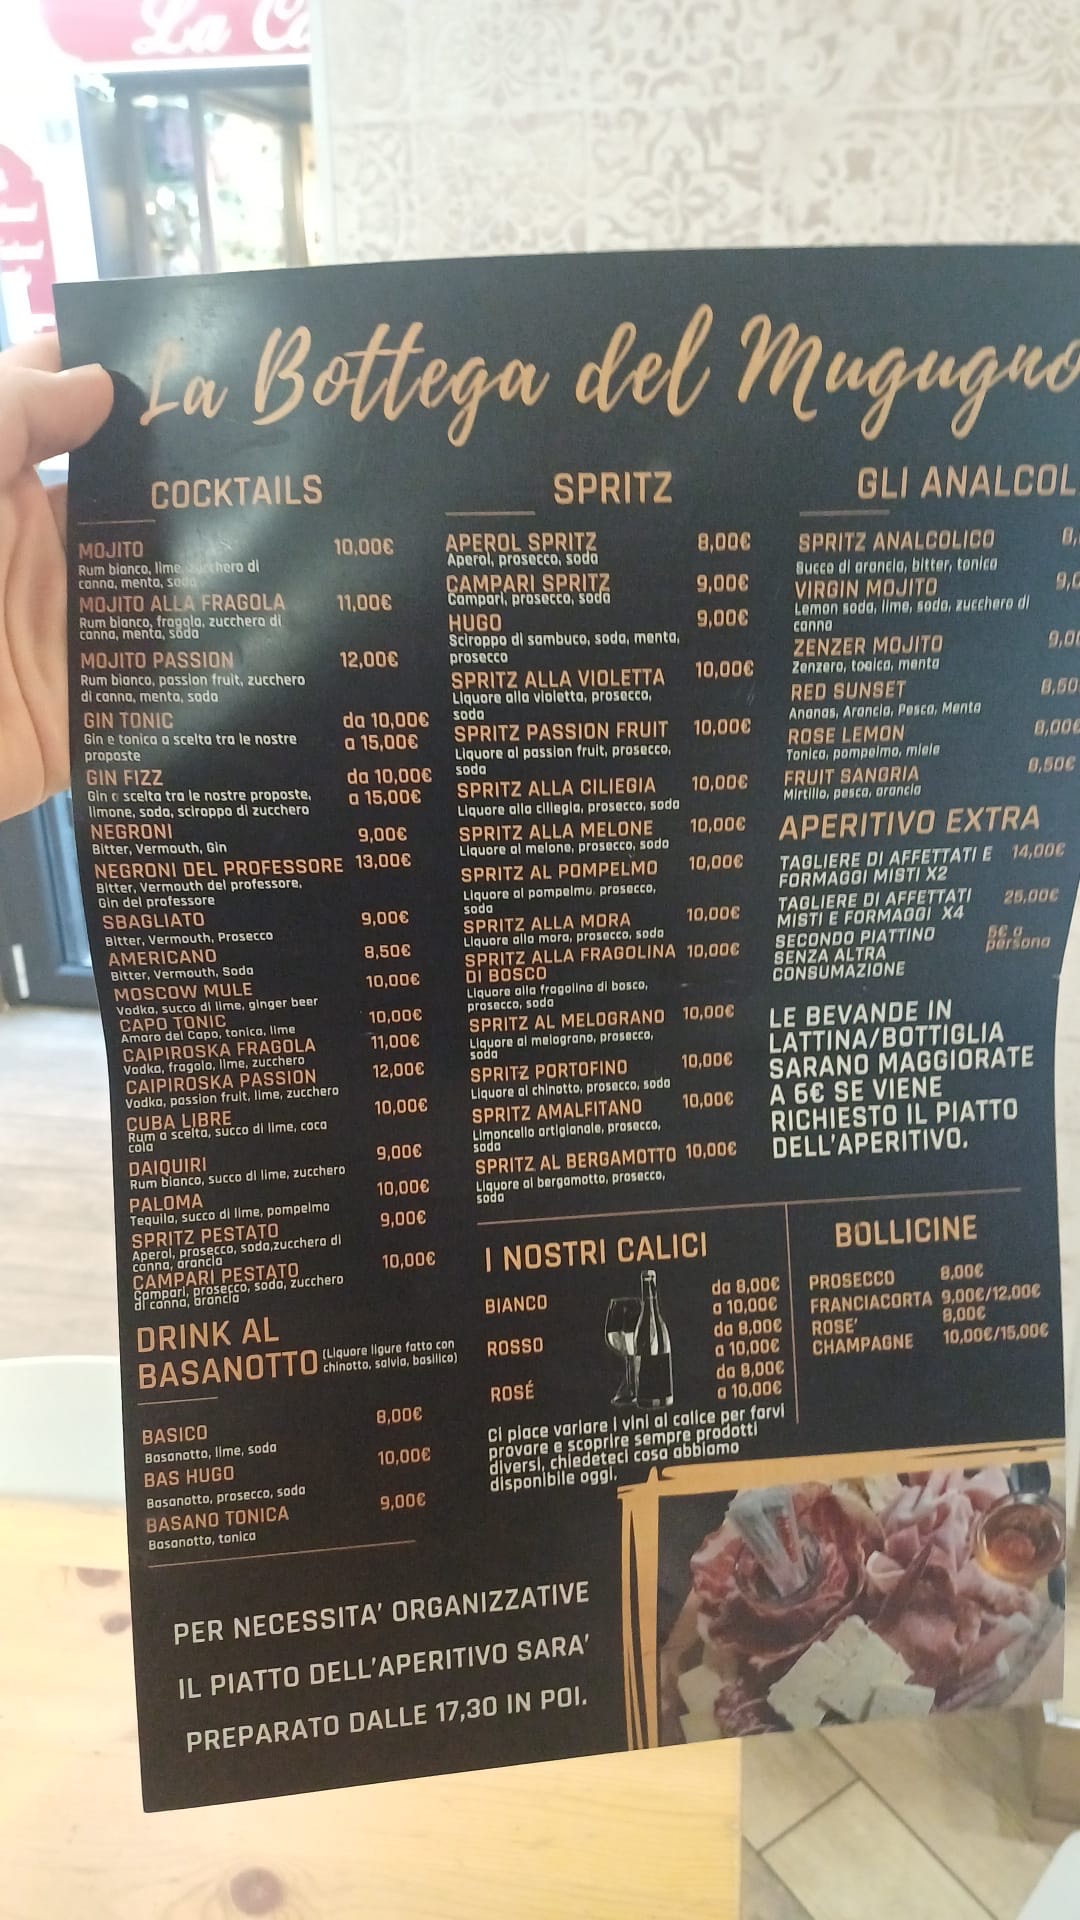 La Co
La Bottega del Mugugno
COCKTAILS
MOJITO 10,00€
Rum bianco, lime, zucchero di
canna, menta, soda
MOJITO ALLA FRAGOLA 11,00€
Rum bianco, fragola, zucchero di
canna, menta, soda
MOJITO PASSION 12,00€
Rum bianco, passion fruit, zucchero
di canna, menta, soda
GIN TONIC da 10,00€
Gin e tonica a scelta tra le nostre a 15,00€
proposte
GIN FIZZ da 10,00€
Gin a scelta tra le nostre proposte, a 15,00€
limone, soda, sciroppo di zucchero
NEGRONI 9,00€
Bitter, Vermouth, Gin
NEGRONI DEL PROFESSORE 13,00€
Bitter, Vermouth del professore,
Gin del professore
SBAGLIATO 9,00€
Bitter, Vermouth, Prosecco
AMERICANO 8,50€
Bitter, Vermouth, Soda
MOSCOW MULE 10,00€
Vodka, succo di lime, ginger beer
CAPO TONIC 10,00€
Amaro del Capo, tonica, lime
CAIPIROSKA FRAGOLA 11,00€
Vodka, fragola, lime, zucchero
CAIPIROSKA PASSION 12,00€
Vodka, passion fruit, lime, zucchero
CUBA LIBRE 10,00€
Rum a scelta, succo di lime, coca
cola
DAIQUIRI 9,00€
Rum bianco, succo di lime, zucchero
PALOMA 10,00€
Tequila, succo di lime, pompelmo
SPRITZ PESTATO 9,00€
Aperol, prosecco, soda,zucchero di
canna, arancia
CAMPARI PESTATO 10,00€
Campari, prosecco, soda, zucchero
di canna, arancia
DRINK AL
BASANOTTO (Liquore ligure fatto con
chinotto, salvia, basilico)
BASICO 8,00€
Basanotto, lime, soda
BAS HUGO 10,00€
Basanotto, prosecco, soda
BASANO TONICA 9,00€
Basanotto, tonica
PER NECESSITA' ORGANIZZATIVE
IL PIATTO DELL'APERITIVO SARA'
PREPARATO DALLE 17,30 IN POI.
SPRITZ
APEROL SPRITZ 8,00€
Aperol, prosecco, soda
CAMPARI SPRITZ 9,00€
Campari, prosecco, soda
HUGO 9,00€
Sciroppo di sambuco, soda, menta,
prosecco
SPRITZ ALLA VIOLETTA 10,00€
Liquore alla violetta, prosecco,
soda
SPRITZ PASSION FRUIT 10,00€
Liquore al passion fruit, prosecco,
soda
SPRITZ ALLA CILIEGIA 10,00€
Liquore alla ciliegia, prosecco, soda
SPRITZ ALLA MELONE 10,00€
Liquore al melone, prosecco, soda
SPRITZ AL POMPELMO 10,00€
Liquore al pompelmo, prosecco,
soda
SPRITZ ALLA MORA 10,00€
Liquore alla mora, prosecco, soda
SPRITZ ALLA FRAGOLINA 10,00€
DI BOSCO
Liquore alla fragolina di bosco,
prosecco, soda
SPRITZ AL MELOGRANO 10,00€
Liquore al melograno, prosecco,
soda
SPRITZ PORTOFINO 10,00€
Liquore al chinotto, prosecco, soda
SPRITZ AMALFITANO 10,00€
Limoncello artigianale, prosecco,
soda
SPRITZ AL BERGAMOTTO 10,00€
Liquore al bergamotto, prosecco,
soda
I NOSTRI CALICI
BIANCO da 8,00€
a 10,00€
ROSSO da 8,00€
a 10,00€
ROSÉ da 8,00€
a 10,00€
Ci piace variare i vini al calice per farvi
provare e scoprire sempre prodotti
diversi, chiedeteci cosa abbiamo
disponibile oggi.
GLI ANALCOL
SPRITZ ANALCOLICO 8,
Succo di arancia, bitter, tonica
VIRGIN MOJITO 9,0
Lemon soda, lime, soda, zucchero di
canna
ZENZER MOJITO 9,00
Zenzero, tonica, menta
RED SUNSET 8,50
Ananas, Arancia, Pesca, Menta
ROSE LEMON 8,00€
Tonica, pompelmo, miele
FRUIT SANGRIA 8,50€
Mirtillo, pesca, arancia
APERITIVO EXTRA
TAGLIERE DI AFFETTATI E 14,00€
FORMAGGI MISTI X2
TAGLIERE DI AFFETTATI 25,00€
MISTI E FORMAGGI X4
SECONDO PIATTINO 5€ a
SENZA ALTRA persona
CONSUMAZIONE
LE BEVANDE IN
LATTINA/BOTTIGLIA
SARANO MAGGIORATE
A 6€ SE VIENE
RICHIESTO IL PIATTO
DELL'APERITIVO.
BOLLICINE
PROSECCO 8,00€
FRANCIACORTA 9,00€/12,00€
ROSE' 8,00€
CHAMPAGNE 10,00€/15,00€